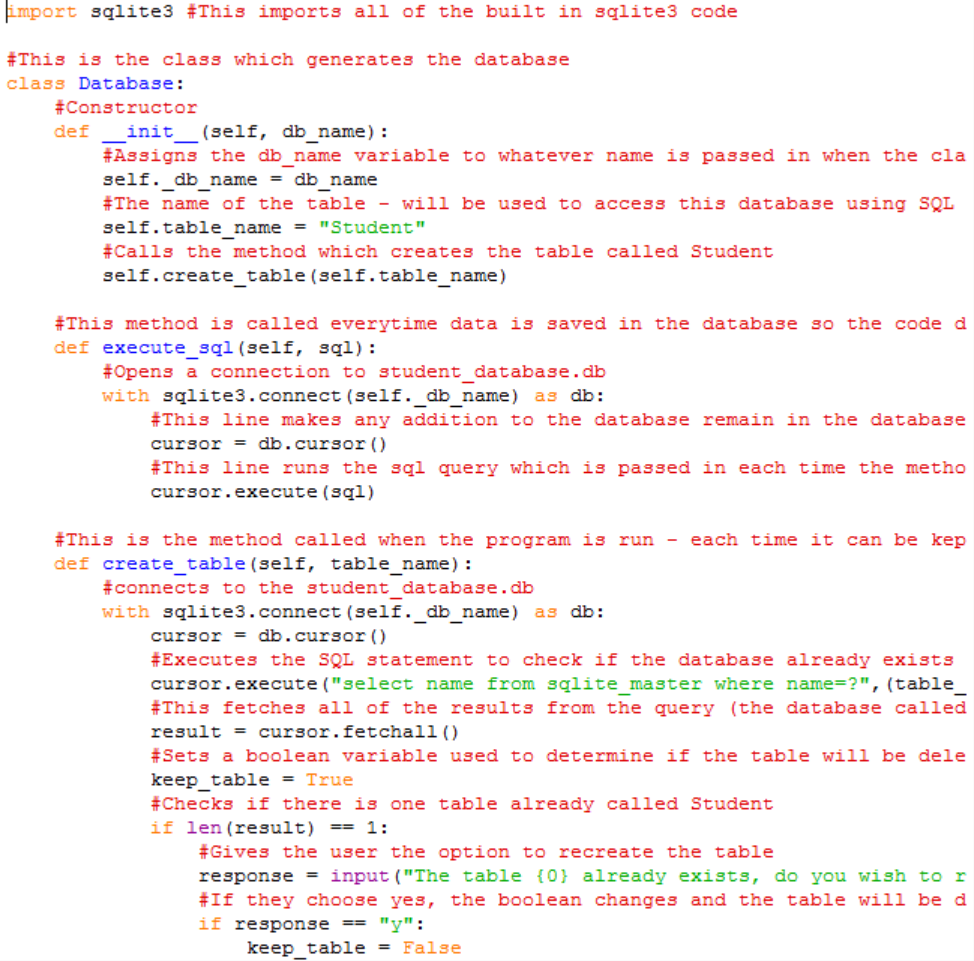 import sqlite3 #This imports all of the built in sqlite3 code
#This is the class which generates the database
class Database:
    #Constructor
    def __init__(self, db_name):
        #Assigns the db_name variable to whatever name is passed in when the cla
        self._db_name = db_name
        #The name of the table - will be used to access this database using SQL
        self.table_name = "Student"
        #Calls the method which creates the table called Student
        self.create_table(self.table_name)
    #This method is called everytime data is saved in the database so the code d
    def execute_sql(self, sql):
        #Opens a connection to student_database.db
        with sqlite3.connect(self._db_name) as db:
            #This line makes any addition to the database remain in the database
            cursor = db.cursor()
            #This line runs the sql query which is passed in each time the metho
            cursor.execute(sql)
    #This is the method called when the program is run - each time it can be kep
    def create_table(self, table_name):
        #connects to the student_database.db
        with sqlite3.connect(self._db_name) as db:
            cursor = db.cursor()
            #Executes the SQL statement to check if the database already exists
            cursor.execute("select name from sqlite_master where name=?",(table_
            #This fetches all of the results from the query (the database called
            result = cursor.fetchall()
            #Sets a boolean variable used to determine if the table will be dele
            keep_table = True
            #Checks if there is one table already called Student
            if len(result) == 1:
                #Gives the user the option to recreate the table
                response = input("The table {0} already exists, do you wish to r
                #If they choose yes, the boolean changes and the table will be d
                if response == "y":
                    keep_table = False